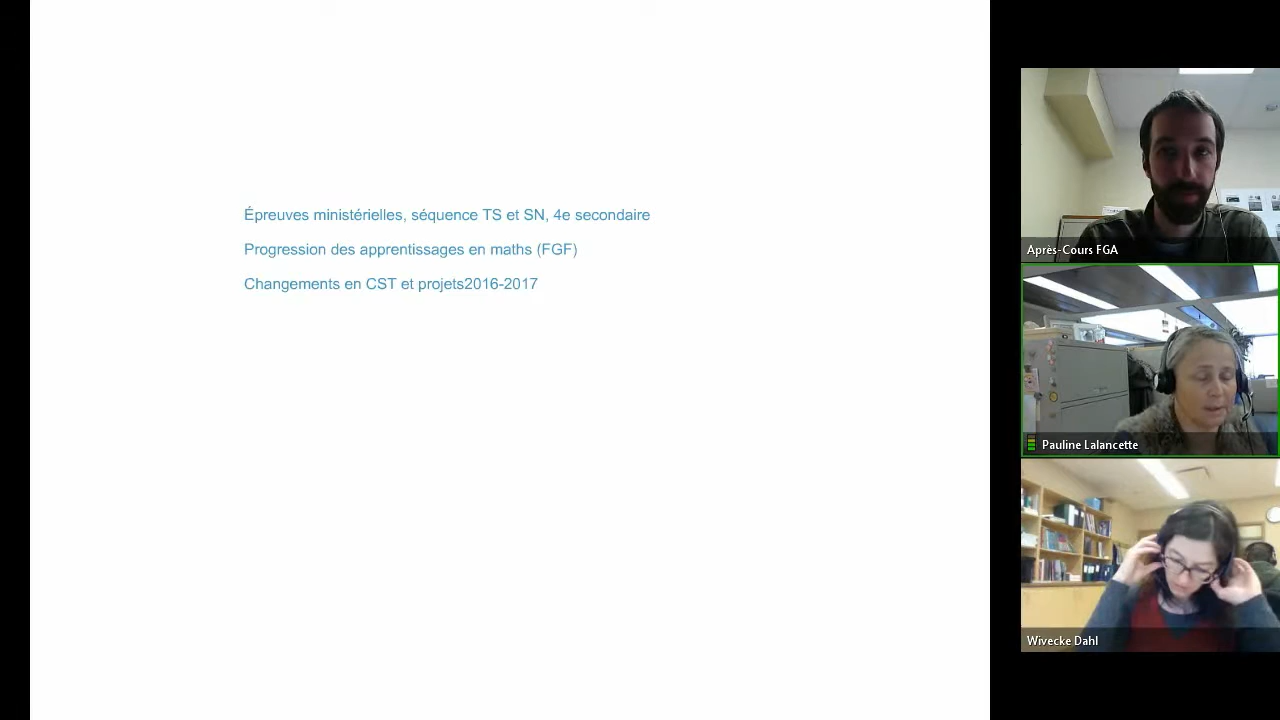 Épreuves ministérielles, séquence TS et SN, 4e secondaire
Progression des apprentissages en maths (FGF)
Changements en CST et projets2016-2017
Après-Cours FGA
Pauline Lalancette
Wivecke Dahl